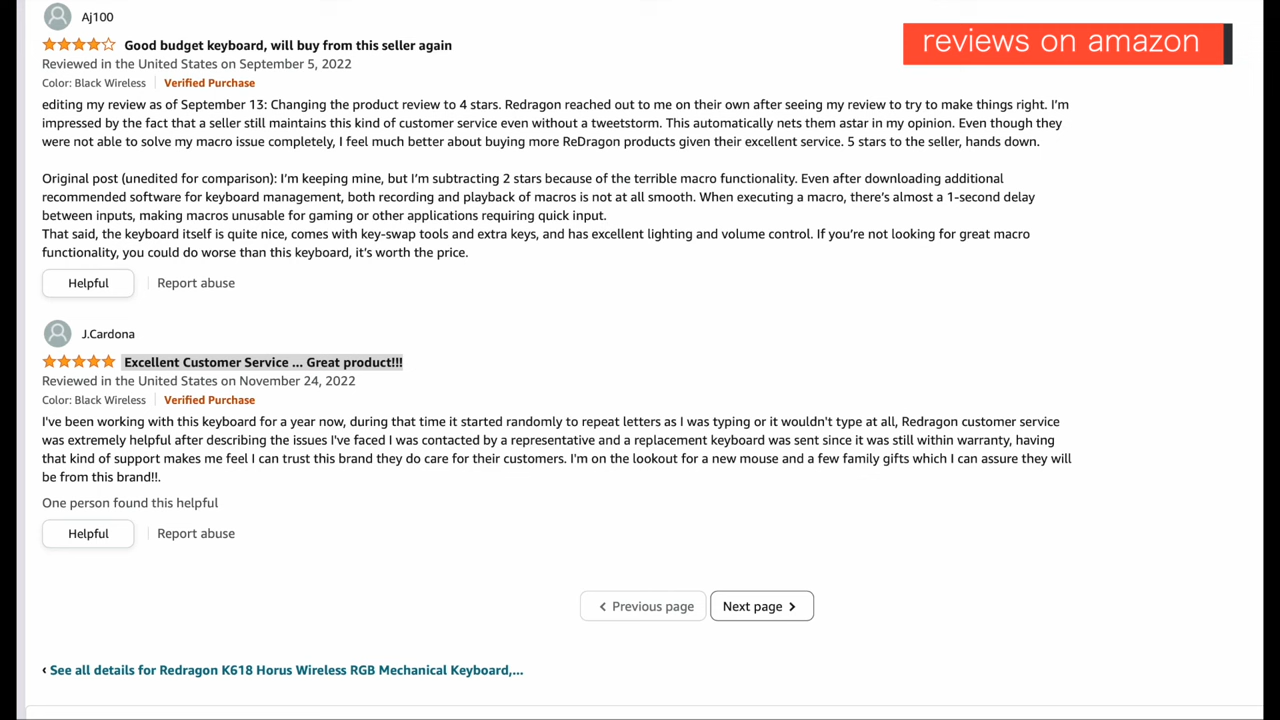 Aj100
reviews on amazon
Good budget keyboard, will buy from this seller again
Reviewed in the United States on September 5, 2022
Color: Black Wireless Verified Purchase
editing my review as of September 13: Changing the product review to 4 stars. Redragon reached out to me on their own after seeing my review to try to make things right. I'm
impressed by the fact that a seller still maintains this kind of customer service even without a tweetstorm. This automatically nets them astar in my opinion. Even though they
were not able to solve my macro issue completely, I feel much better about buying more ReDragon products given their excellent service. 5 stars to the seller, hands down.
Original post (unedited for comparison): I'm keeping mine, but I'm subtracting 2 stars because of the terrible macro functionality. Even after downloading additional
recommended software for keyboard management, both recording and playback of macros is not at all smooth. When executing a macro, there's almost a 1-second delay
between inputs, making macros unusable for gaming or other applications requiring quick input.
That said, the keyboard itself is quite nice, comes with key-swap tools and extra keys, and has excellent lighting and volume control. If you're not looking for great macro
functionality, you could do worse than this keyboard, it's worth the price.
Helpful Report abuse
J.Cardona
Excellent Customer Service ... Great product!!!
Reviewed in the United States on November 24, 2022
Color: Black Wireless Verified Purchase
I've been working with this keyboard for a year now, during that time it started randomly to repeat letters as I was typing or it wouldn't type at all, Redragon customer service
was extremely helpful after describing the issues I've faced I was contacted by a representative and a replacement keyboard was sent since it was still within warranty, having
that kind of support makes me feel I can trust this brand they do care for their customers. I'm on the lookout for a new mouse and a few family gifts which I can assure they will
be from this brand!!.
One person found this helpful
Helpful Report abuse
‹ Previous page Next page ›
‹ See all details for Redragon K618 Horus Wireless RGB Mechanical Keyboard,...